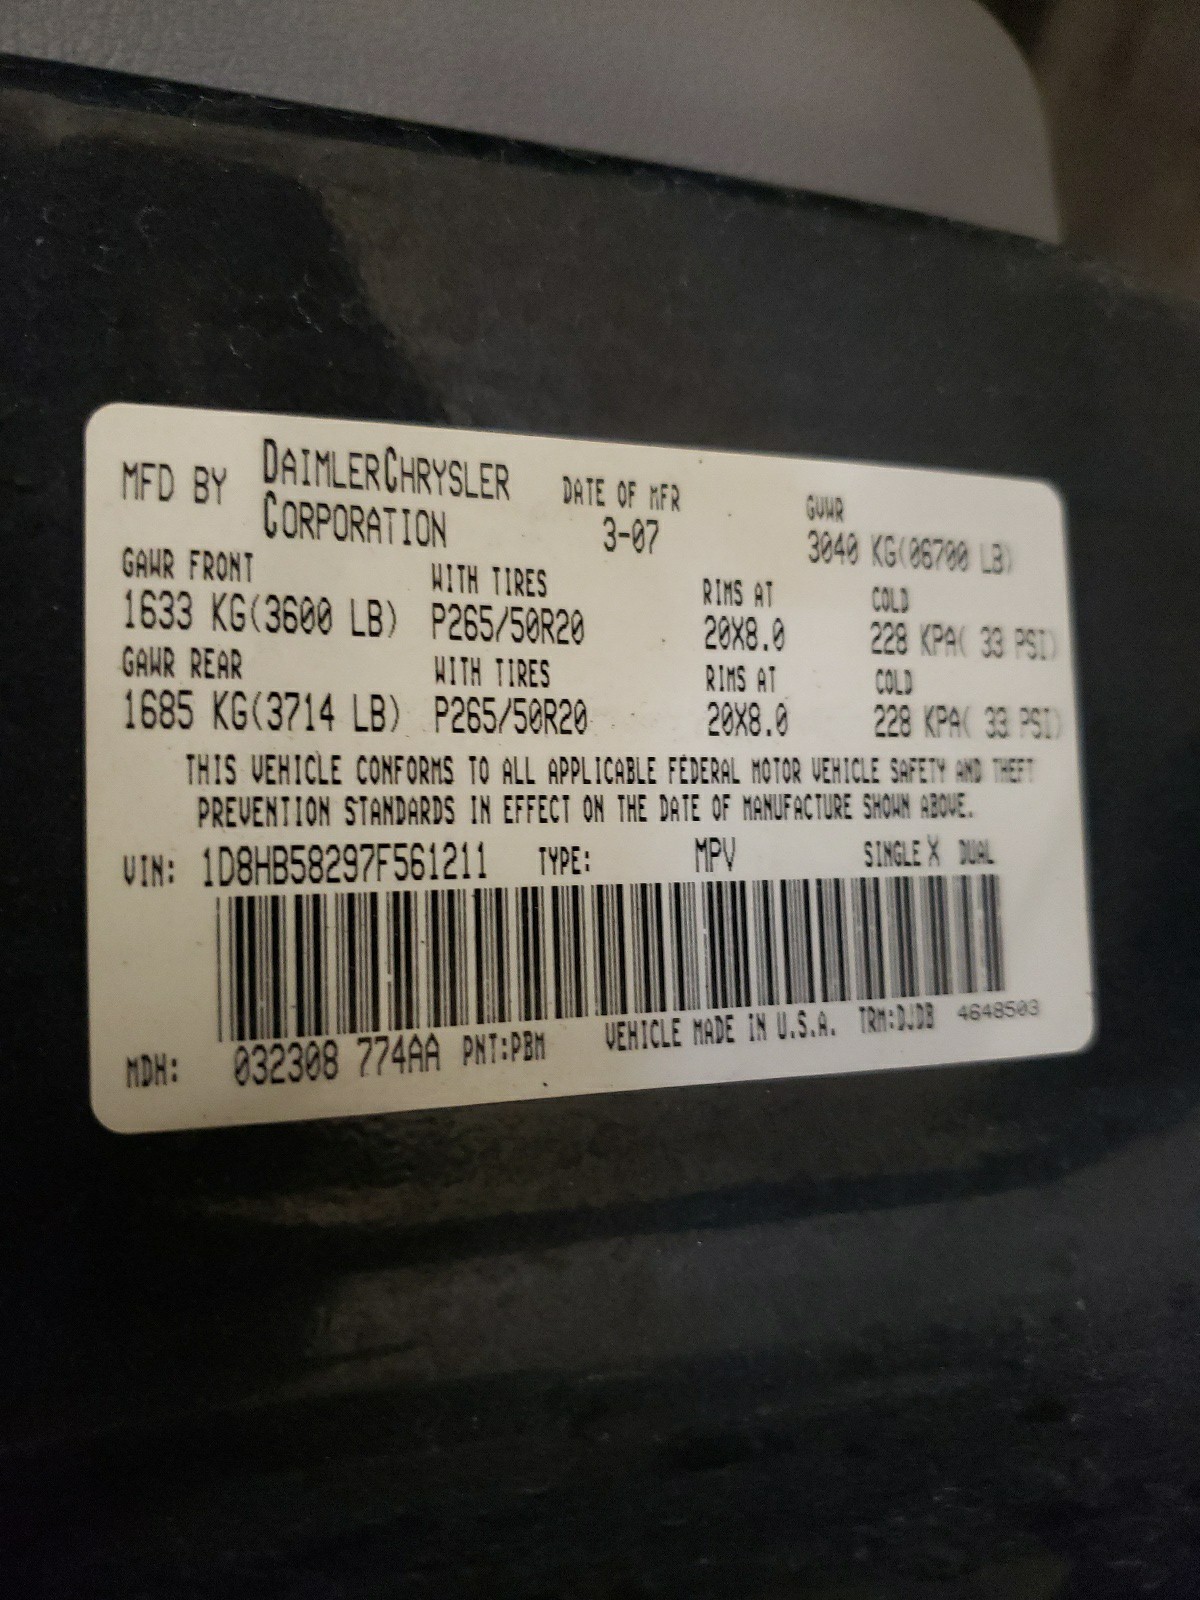 MFD BY DAIMLERCHRYSLER CORPORATION DATE OF MFR 3-07 GVWR 3040 KG(06700 LB)
GAWR FRONT WITH TIRES RIMS AT COLD
1633 KG(3600 LB) P265/50R20 20X8.0 228 KPA( 33 PSI)
GAWR REAR WITH TIRES RIMS AT COLD
1685 KG(3714 LB) P265/50R20 20X8.0 228 KPA( 33 PSI)
THIS VEHICLE CONFORMS TO ALL APPLICABLE FEDERAL MOTOR VEHICLE SAFETY AND THEFT
PREVENTION STANDARDS IN EFFECT ON THE DATE OF MANUFACTURE SHOWN ABOVE.
VIN: 1D8HB58297F561211 TYPE: MPV SINGLE X DUAL
MDH: 032308 774AA PNT:PBM VEHICLE MADE IN U.S.A. TRM:DJDB 4648503